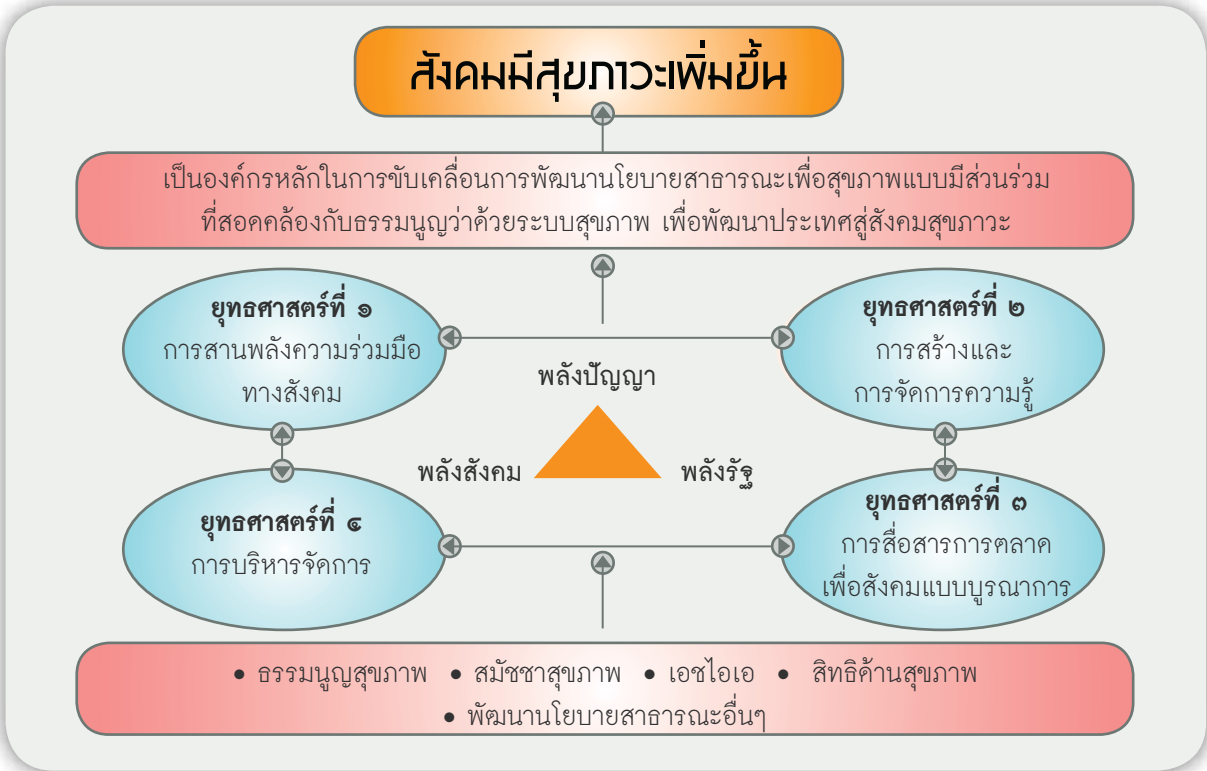 สังคมมีสุขภาวะเพิ่มขึ้น
เป็นองค์กรหลักในการขับเคลื่อนการพัฒนานโยบายสาธารณะเพื่อสุขภาพแบบมีส่วนร่วม
ที่สอดคล้องกับธรรมนูญว่าด้วยระบบสุขภาพ เพื่อพัฒนาประเทศสู่สังคมสุขภาวะ
ยุทธศาสตร์ที่ ๑
การสานพลังความร่วมมือ
ทางสังคม
ยุทธศาสตร์ที่ ๒
การสร้างและ
การจัดการความรู้
พลังปัญญา
พลังสังคม
พลังรัฐ
ยุทธศาสตร์ที่ ๔
การบริหารจัดการ
ยุทธศาสตร์ที่ ๓
การสื่อสารการตลาด
เพื่อสังคมแบบบูรณาการ
• ธรรมนูญสุขภาพ • สมัชชาสุขภาพ • เอชไอเอ • สิทธิด้านสุขภาพ
• พัฒนานโยบายสาธารณะอื่นๆ